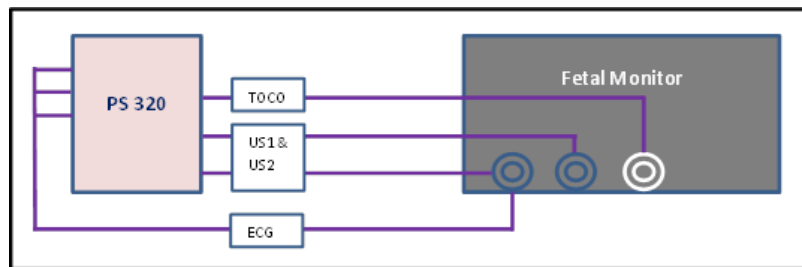 PS 320
TOCO
US1 &
US2
ECG
Fetal Monitor